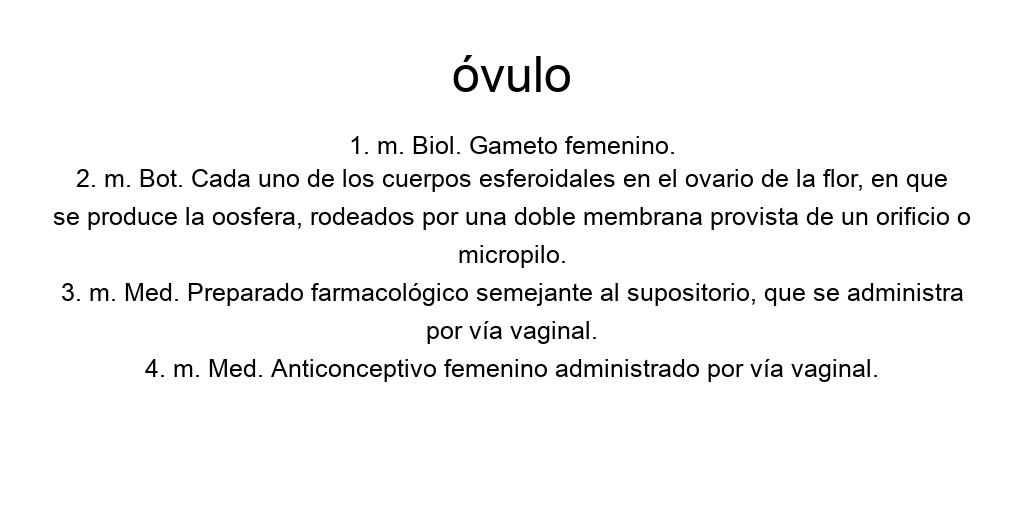 óvulo
1. m. Biol. Gameto femenino.
2. m. Bot. Cada uno de los cuerpos esferoidales en el ovario de la flor, en que
se produce la oosfera, rodeados por una doble membrana provista de un orificio o
micropilo.
3. m. Med. Preparado farmacológico semejante al supositorio, que se administra
por vía vaginal.
4. m. Med. Anticonceptivo femenino administrado por vía vaginal.